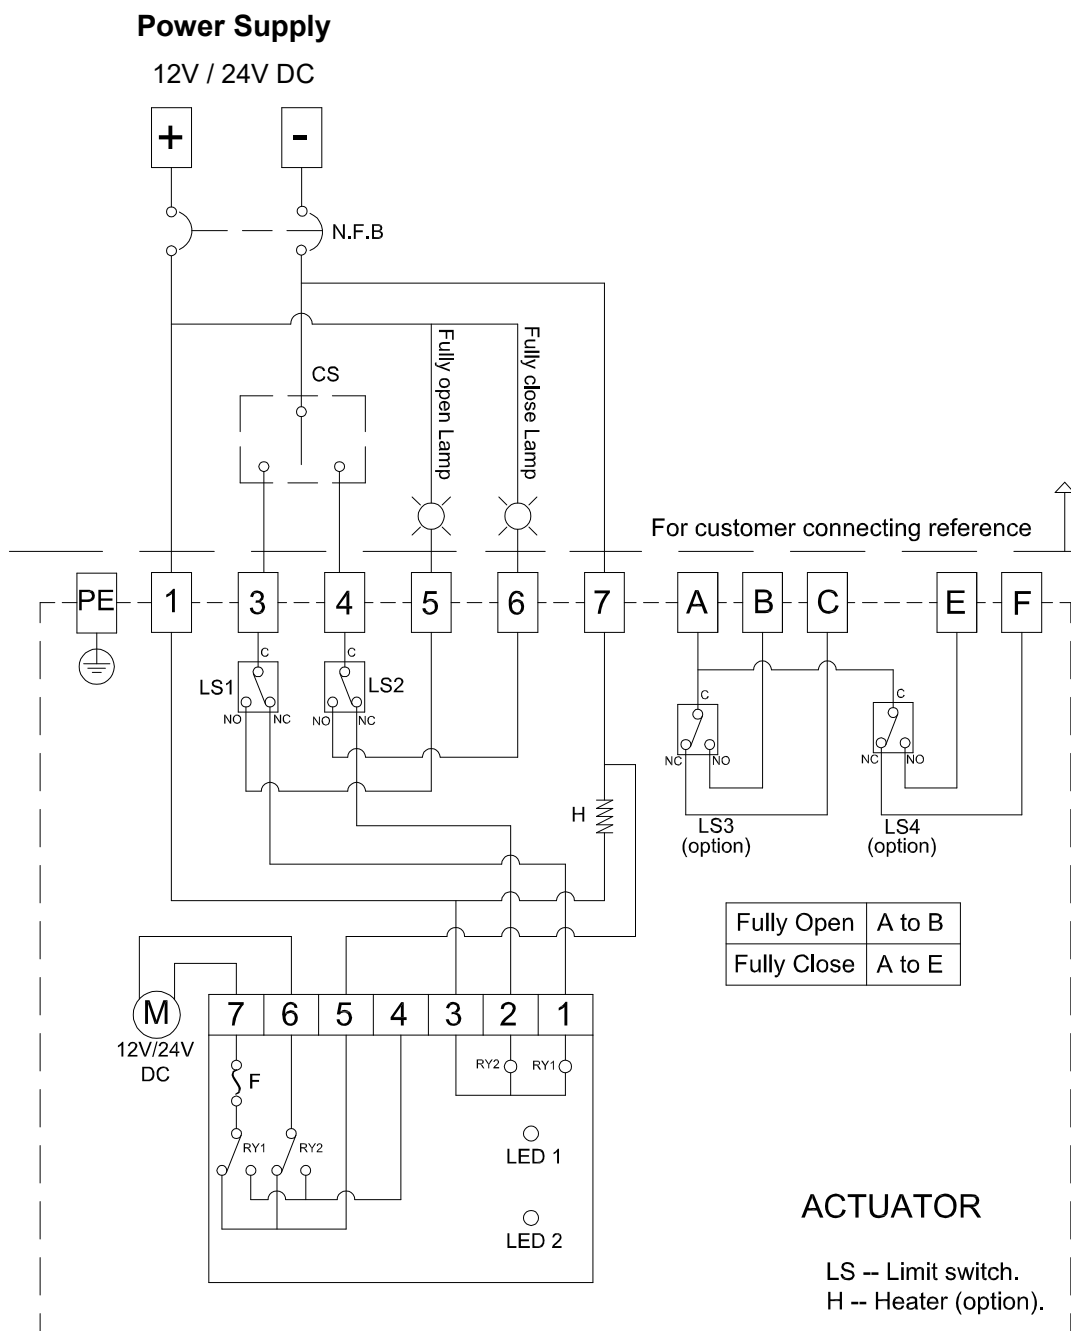 Power Supply
12V / 24V DC
+ -
N.F.B
CS
Fully open Lamp
Fully close Lamp
For customer connecting reference
PE 1 3 4 5 6 7 A B C E F
C C
LS1 LS2
NO NC NO NC
C C
NC NO NC NO
H
LS3
(option)
LS4
(option)
Fully Open A to B
Fully Close A to E
M
12V/24V
DC
7 6 5 4 3 2 1
RY2 RY1
F
RY1 RY2
LED 1
LED 2
ACTUATOR
LS -- Limit switch.
H -- Heater (option).